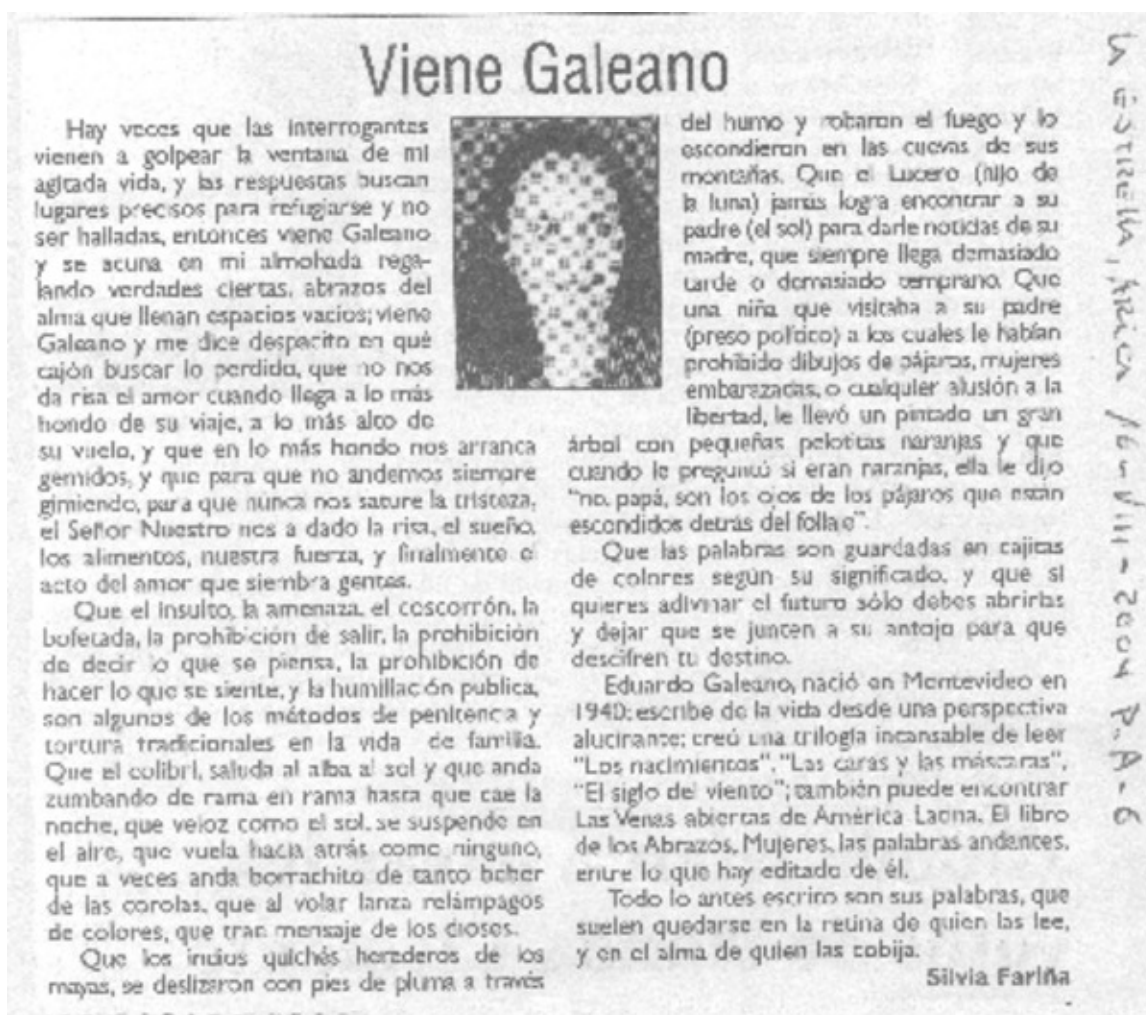 Viene Galeano
Hay veces que las interrogantes
vienen a golpear la ventana de mi
agitada vida, y las respuestas buscan
lugares precisos para refugiarse y no
ser halladas, entonces viene Galeano
y se acuna en mi almohada rega-
lando verdades ciertas, abrazos del
alma que llenan espacios vacios; viene
Galeano y me dice despacito en qué
cajón buscar lo perdido, que no nos
da risa el amor cuando llega a lo más
hondo de su viaje, a lo más alto de
su vuelo, y que en lo más hondo nos arranca
gemidos, y que para que no andemos siempre
gimiendo, para que nunca nos sature la tristeza,
el Señor Nuestro nos a dado la risa, el sueño,
los alimentos, nuestra fuerza, y finalmente el
acto del amor que siembra gentes.
Que el insulto, la amenaza, el coscorrón, la
bofetada, la prohibición de salir, la prohibición
de decir lo que se piensa, la prohibición de
hacer lo que se siente, y la humillación publica,
son algunos de los métodos de penitencia y
tortura tradicionales en la vida de familia.
Que el colibrí, saluda al alba al sol y que anda
zumbando de rama en rama hasta que cae la
noche, que veloz como el sol, se suspende en
el aire, que vuela hacia atrás como ninguno,
que a veces anda borrachito de tanto beber
de las corolas, que al volar lanza relámpagos
de colores, que trae mensaje de los dioses.
Que los indios quichés herederos de los
mayas, se deslizaron con pies de pluma a través
del humo y robaron el fuego y lo
escondieron en las cuevas de sus
montañas. Que el Lucero (hijo de
la luna) jamás logra encontrar a su
padre (el sol) para darle noticias de su
madre, que siempre llega demasiado
tarde o demasiado temprano. Que
una niña que visitaba a su padre
(preso político) a los cuales le habían
prohibido dibujos de pájaros, mujeres
embarazadas, o cualquier alusión a la
libertad, le llevó un pintado un gran
árbol con pequeñas pelotitas naranjas y que
cuando le preguntó si eran naranjas, ella le dijo
"no, papá, son los ojos de los pájaros que están
escondidos detrás del follaje".
Que las palabras son guardadas en cajitas
de colores según su significado, y que si
quieres adivinar el futuro sólo debes abrirlas
y dejar que se junten a su antojo para que
descifren tu destino.
Eduardo Galeano, nació en Montevideo en
1940; escribe de la vida desde una perspectiva
alucinante; creó una trilogía incansable de leer
"Los nacimientos", "Las caras y las máscaras",
"El siglo del viento"; también puede encontrar
Las Venas abiertas de América Latina, El libro
de los Abrazos, Mujeres, las palabras andantes,
entre lo que hay editado de él.
Todo lo antes escrito son sus palabras, que
suelen quedarse en la retina de quien las lee,
y en el alma de quien las cobija.
Silvia Fariña
La Estrella, Arica 16-VIII-2004 P.A-6